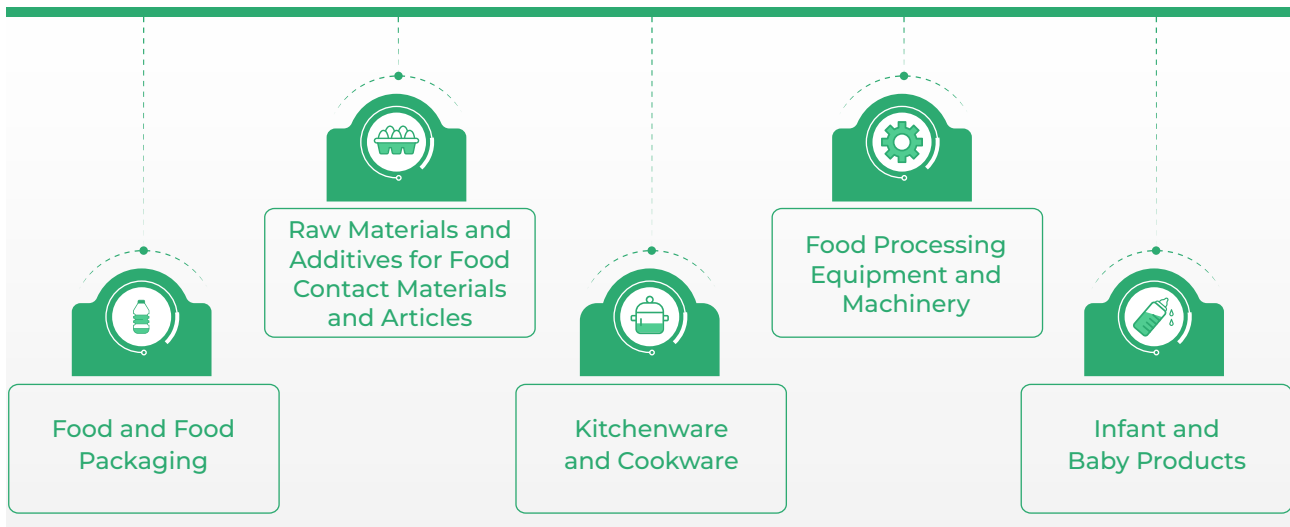 Food and Food
Packaging
Raw Materials and
Additives for Food
Contact Materials
and Articles
Kitchenware
and Cookware
Food Processing
Equipment and
Machinery
Infant and
Baby Products